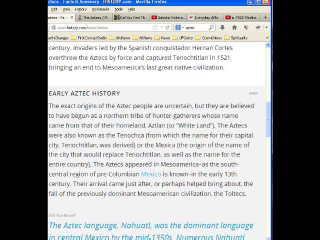 Aztecs - Facts & Summary - HISTORY.com - Mozilla Firefox
century. Invaders led by the Spanish conquistador Hernan Cortes
overthrew the Aztecs by force and captured Tenochtitlan in 1521,
bringing an end to Mesoamerica's last great native civilization.
EARLY AZTEC HISTORY
The exact origins of the Aztec people are uncertain, but they are believed
to have begun as a northern tribe of hunter-gatherers whose name
came from that of their homeland, Aztlan (or "White Land"). The Aztecs
were also known as the Tenochca (from which the name for their capital
city, Tenochtitlan, was derived) or the Mexica (the origin of the name
of the city that would replace Tenochtitlan, as well as the name for the
entire country). The Aztecs appeared in Mesoamerica–as the south-
central region of pre-Columbian Mexico is known–in the early 13th
century. Their arrival came just after, or perhaps helped bring about, the
fall of the previously dominant Mesoamerican civilization, the Toltecs.
Did You Know?
The Aztec language, Nahuatl, was the dominant language
in central Mexico by the mid-1350s. Numerous Nahuatl